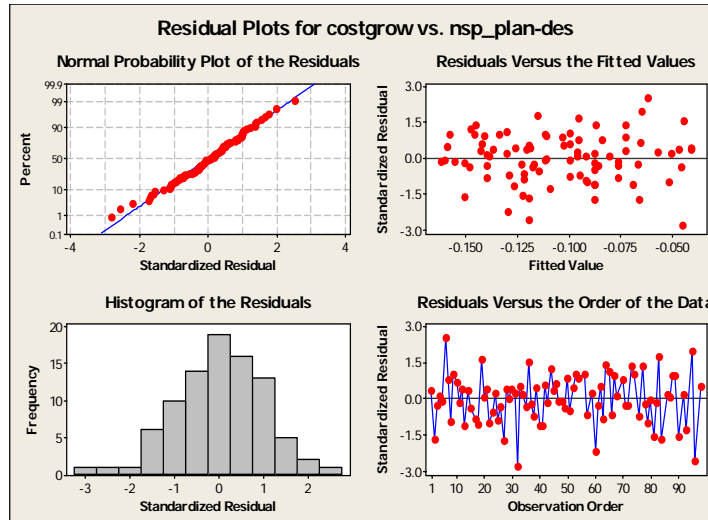 Residual Plots for costgrow vs. nsp_plan-des
Normal Probability Plot of the Residuals
99.9
99
90
50
10
1
0.1
Percent
-4 -2 0 2 4
Standardized Residual
Residuals Versus the Fitted Values
3.0
1.5
0.0
-1.5
-3.0
Standardized Residual
-0.150 -0.125 -0.100 -0.075 -0.050
Fitted Value
Histogram of the Residuals
20
15
10
5
0
Frequency
-3 -2 -1 0 1 2
Standardized Residual
Residuals Versus the Order of the Data
3.0
1.5
0.0
-1.5
-3.0
Standardized Residual
1 10 20 30 40 50 60 70 80 90
Observation Order